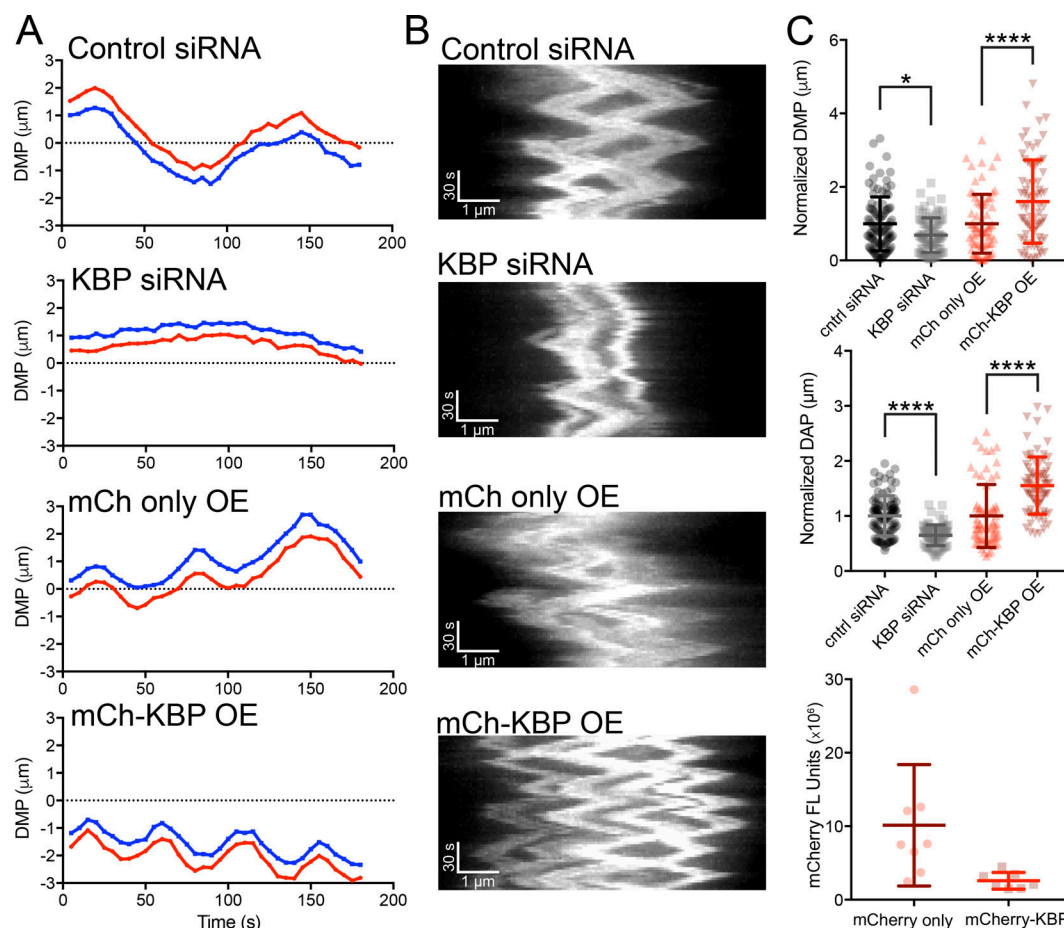 A
Control siRNA
DMP (μm)
3
2
1
0
-1
-2
-3
0
50
100
150
200
KBP siRNA
DMP (μm)
3
2
1
0
-1
-2
-3
0
50
100
150
200
mCh only OE
DMP (μm)
3
2
1
0
-1
-2
-3
0
50
100
150
200
mCh-KBP OE
DMP (μm)
3
2
1
0
-1
-2
-3
0
50
100
150
200
Time (s)
B
Control siRNA
30 s
1 μm
KBP siRNA
30 s
1 μm
mCh only OE
30 s
1 μm
mCh-KBP OE
30 s
1 μm
C
Normalized DMP (μm)
6
4
2
0
*
****
cntrl siRNA
KBP siRNA
mCh only OE
mCh-KBP OE
Normalized DAP (μm)
4
3
2
1
0
****
****
cntrl siRNA
KBP siRNA
mCh only OE
mCh-KBP OE
mCherry FL Units (x10⁶)
30
20
10
0
mCherry only
mCherry-KBP